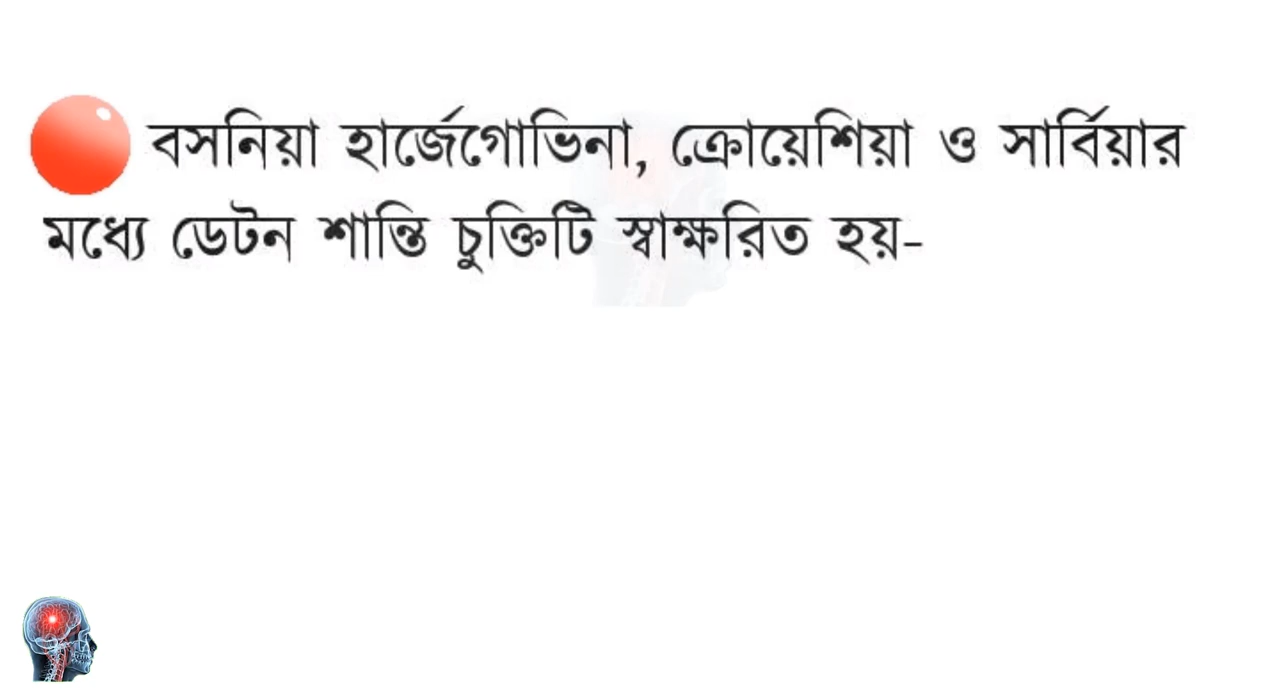 বসনিয়া হার্জেগোভিনা, ক্রোয়েশিয়া ও সার্বিয়ার
মধ্যে ডেটন শান্তি চুক্তিটি স্বাক্ষরিত হয়-